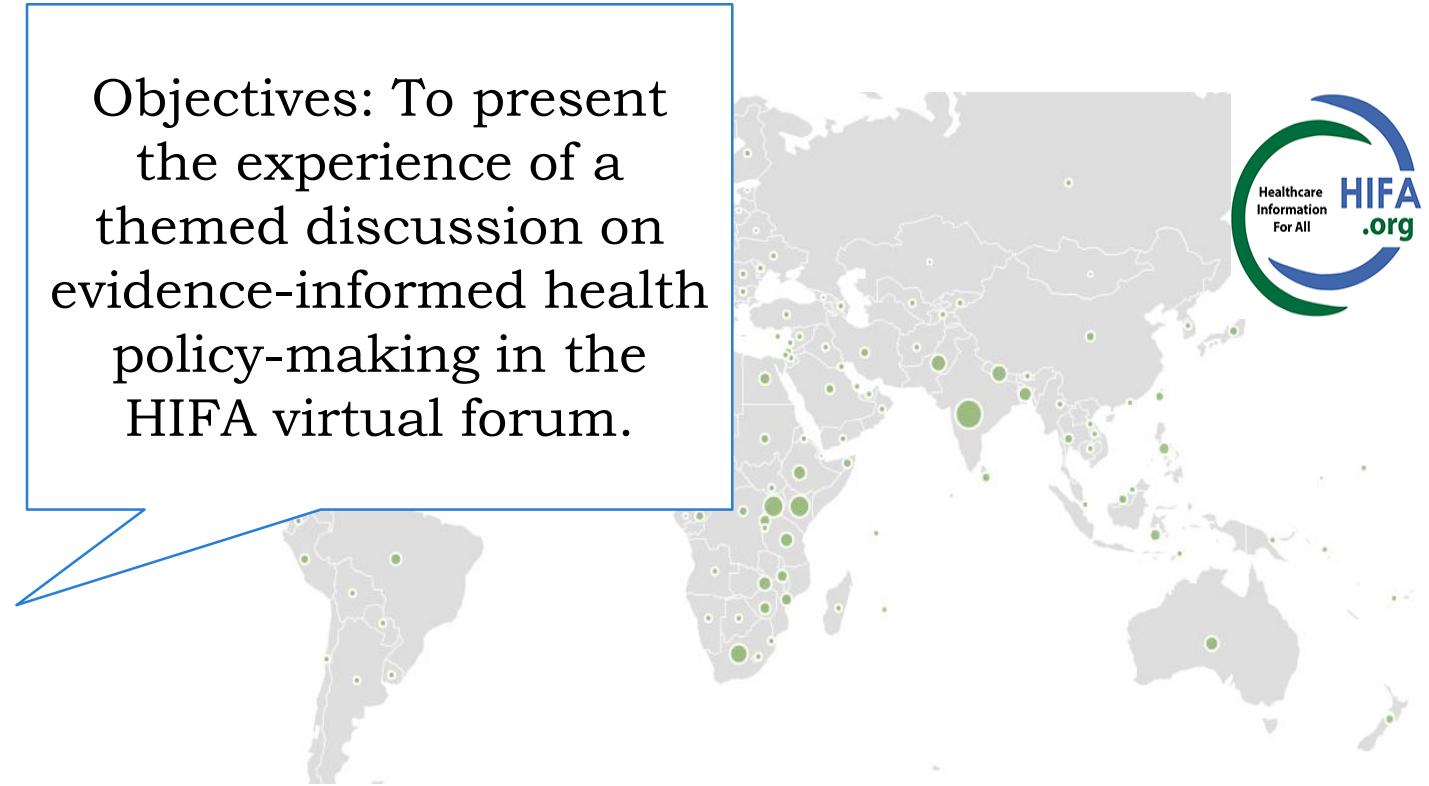 Objectives: To present
the experience of a
themed discussion on
evidence-informed health
policy-making in the
HIFA virtual forum.
Healthcare
Information
For All
HIFA
.org